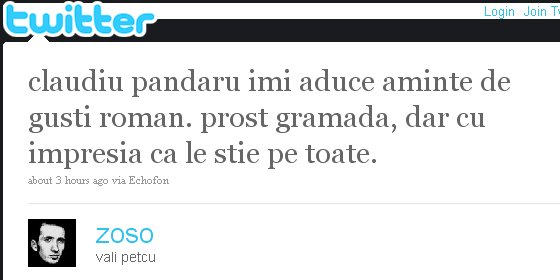 twitter
Login Join Tw
claudiu pandaru imi aduce aminte de
gusti roman. prost gramada, dar cu
impresia ca le stie pe toate.
about 3 hours ago via Echofon
ZOSO
vali petcu